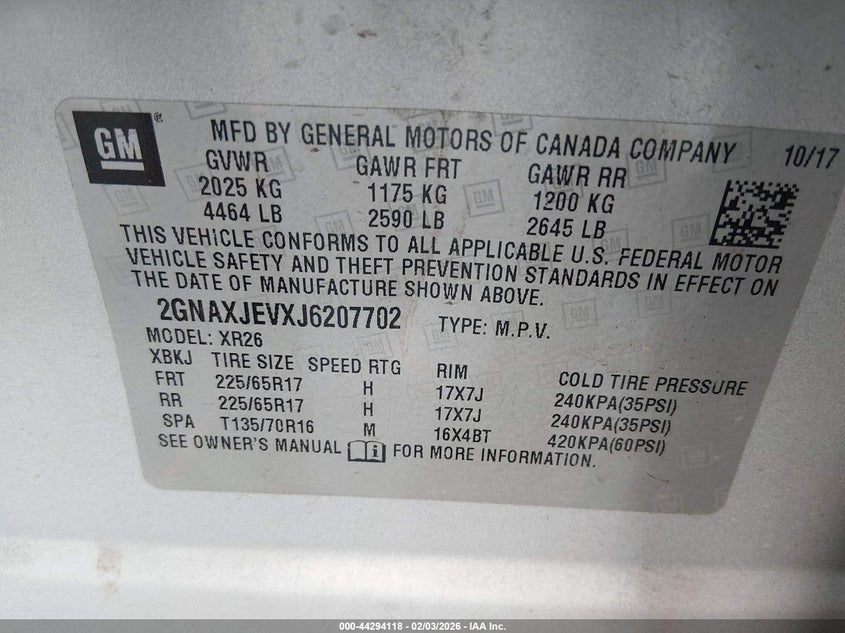 GM ® MFD BY GENERAL MOTORS OF CANADA COMPANY 10/17
GVWR GAWR FRT GAWR RR
2025 KG 1175 KG 1200 KG
4464 LB 2590 LB 2645 LB
THIS VEHICLE CONFORMS TO ALL APPLICABLE U.S. FEDERAL MOTOR
VEHICLE SAFETY AND THEFT PREVENTION STANDARDS IN EFFECT ON
THE DATE OF MANUFACTURE SHOWN ABOVE.
2GNAXJEVXJ6207702 TYPE: M.P.V.
MODEL: XR26
XBKJ TIRE SIZE SPEED RTG RIM COLD TIRE PRESSURE
FRT 225/65R17 H 17X7J 240KPA(35PSI)
RR 225/65R17 H 17X7J 240KPA(35PSI)
SPA T135/70R16 M 16X4BT 420KPA(60PSI)
SEE OWNER'S MANUAL FOR MORE INFORMATION.
000-44294118 - 02/03/2026 - IAA Inc.